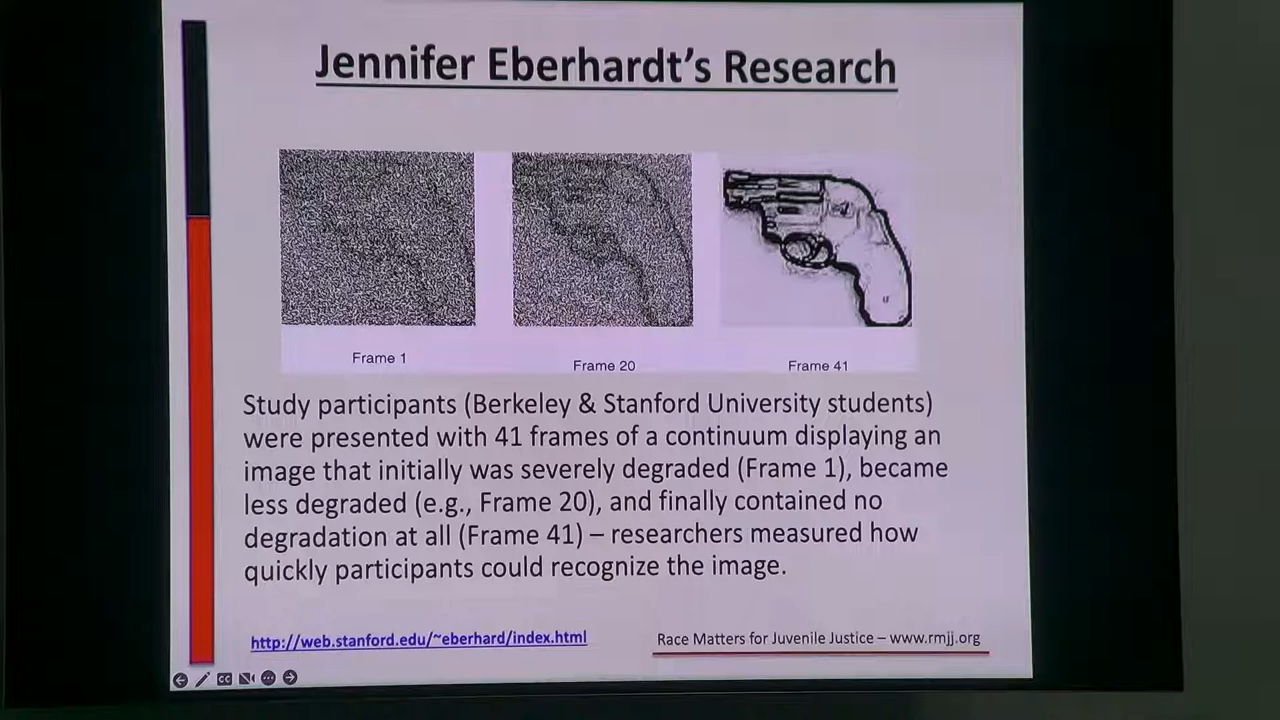 Jennifer Eberhardt's Research
Frame 1
Frame 20
Frame 41
Study participants (Berkeley & Stanford University students)
were presented with 41 frames of a continuum displaying an
image that initially was severely degraded (Frame 1), became
less degraded (e.g., Frame 20), and finally contained no
degradation at all (Frame 41) – researchers measured how
quickly participants could recognize the image.
http://web.stanford.edu/~eberhard/index.html
Race Matters for Juvenile Justice – www.rmjj.org
CC